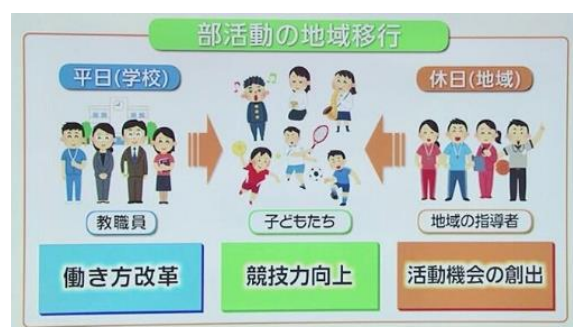 部活動の地域移行
平日(学校)
休日(地域)
教職員
子どもたち
地域の指導者
働き方改革
競技力向上
活動機会の創出